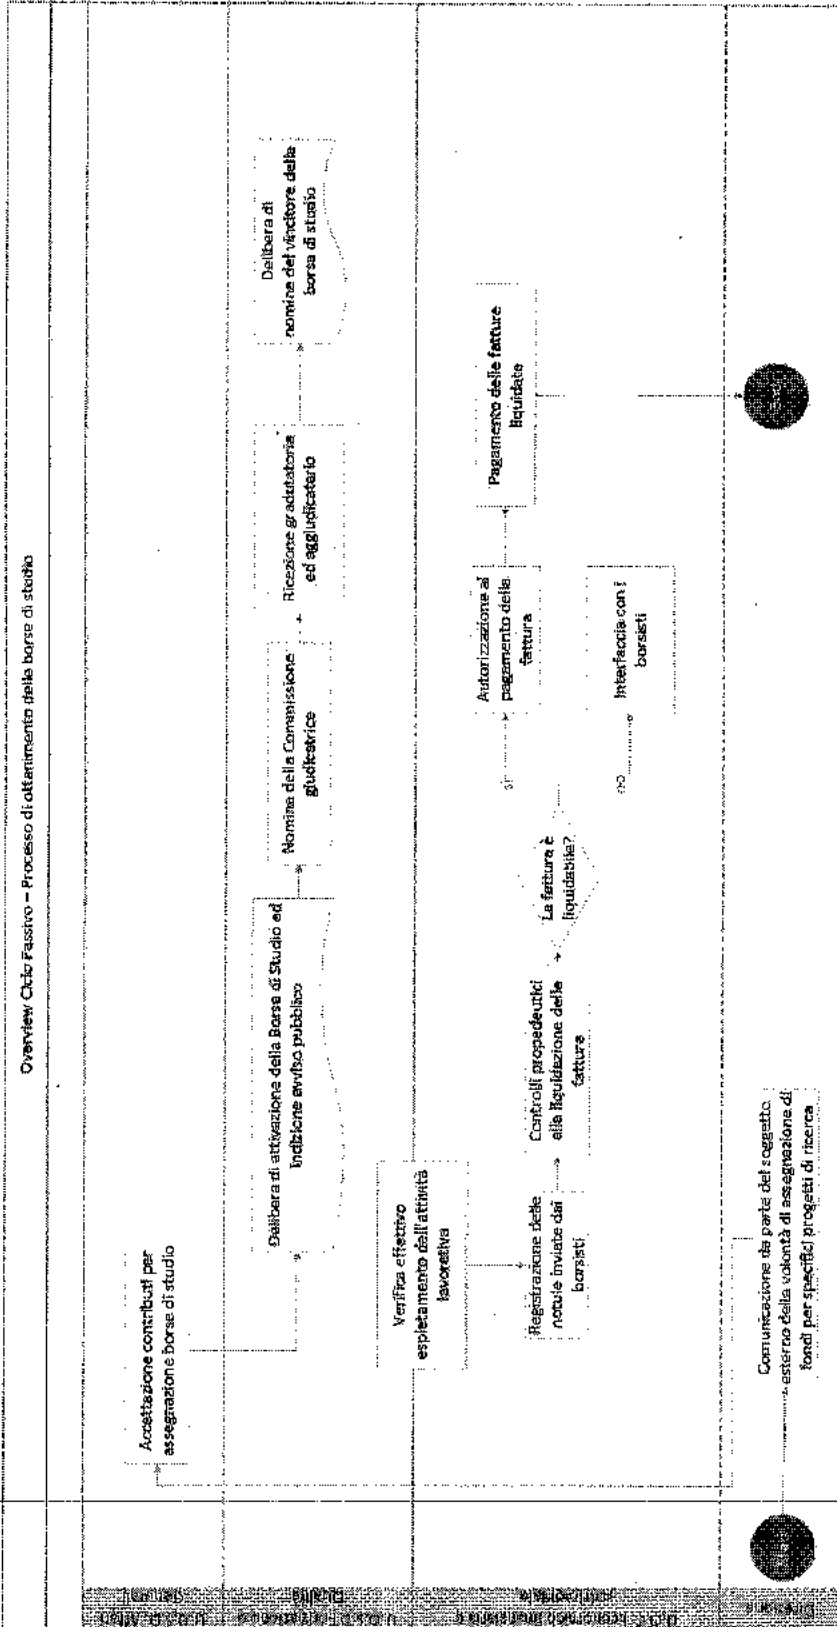 Overview Ciclo Passivo – Processo di ottenimento delle borse di studio
Accettazione contributi per
assegnazione borse di studio
Delibera di attivazione della Borsa di Studio ed
indizione avviso pubblico
Nomina della Commissione
giudicatrice
Ricezione gradutatoria
ed aggiudicatario
Delibera di
nomina del vincitore della
borsa di studio
Verifica effettivo
espletamento dell'attività
lavorativa
Registrazione delle
notule inviate dai
borsisti
Controlli propedeutici
alla liquidazione delle
fatture
La fattura è
liquidabile?
si
no
Autorizzazione al
pagamento della
fattura
Interfaccia con i
borsisti
Pagamento delle fatture
liquidate
Comunicazione da parte del soggetto
esterno della volontà di assegnazione di
fondi per specifici progetti di ricerca